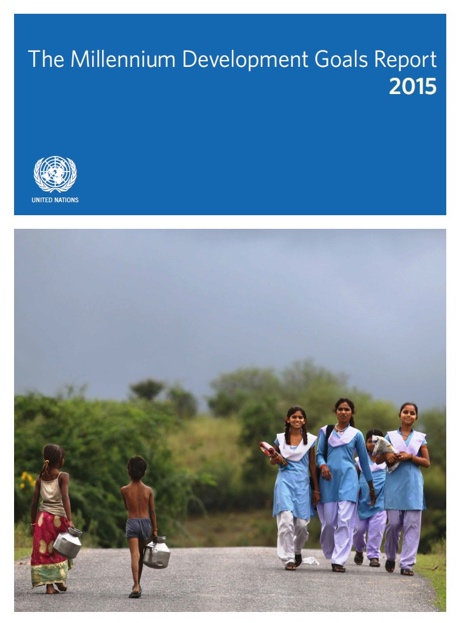 The Millennium Development Goals Report
2015
UNITED NATIONS